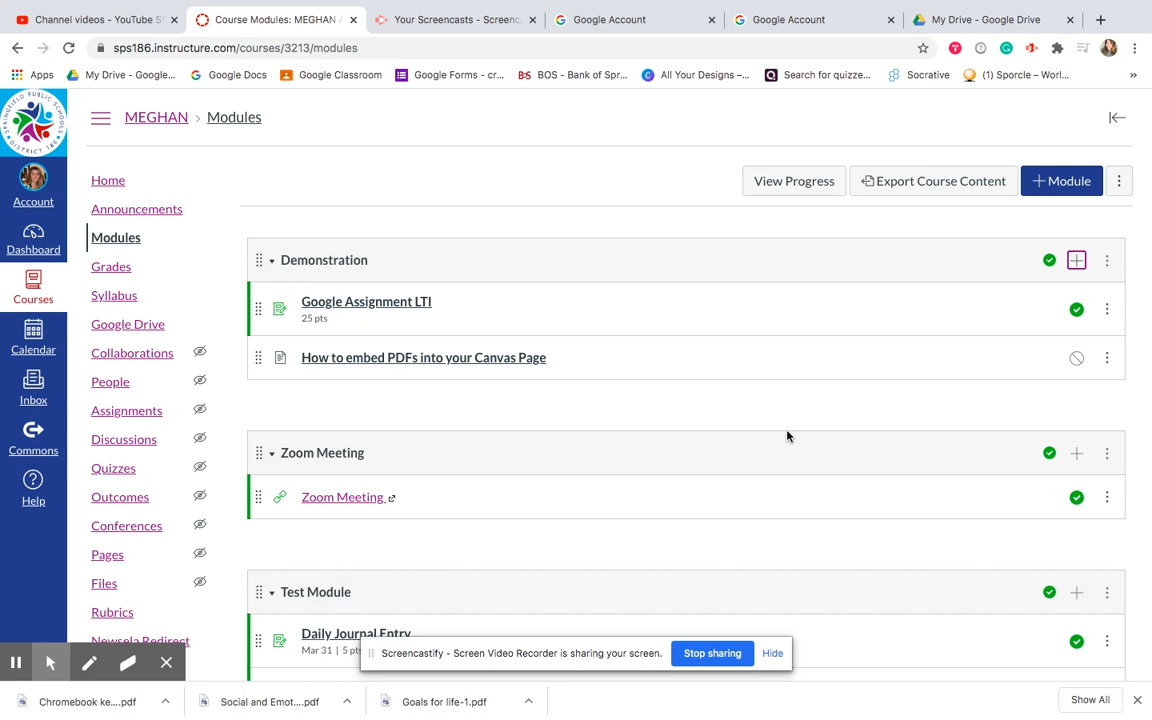 Channel videos - YouTube S
Course Modules: MEGHAN A
Your Screencasts - Screenc
Google Account
Google Account
My Drive - Google Drive
sps186.instructure.com/courses/3213/modules
Apps
My Drive - Google...
Google Docs
Google Classroom
Google Forms - cr...
BOS - Bank of Spr...
All Your Designs –...
Search for quizze...
Socrative
(1) Sporcle – Worl...
SPRINGFIELD PUBLIC SCHOOLS
DISTRICT 186
MEGHAN › Modules
Account
Dashboard
Courses
Calendar
Inbox
Commons
Help
Home
Announcements
Modules
Grades
Syllabus
Google Drive
Collaborations
People
Assignments
Discussions
Quizzes
Outcomes
Conferences
Pages
Files
Rubrics
Newsela Redirect
View Progress
Export Course Content
+ Module
Demonstration
Google Assignment LTI
25 pts
How to embed PDFs into your Canvas Page
Zoom Meeting
Zoom Meeting
Test Module
Daily Journal Entry
Mar 31 | 5 pts
Screencastify - Screen Video Recorder is sharing your screen.
Stop sharing
Hide
Chromebook ke....pdf
Social and Emot....pdf
Goals for life-1.pdf
Show All